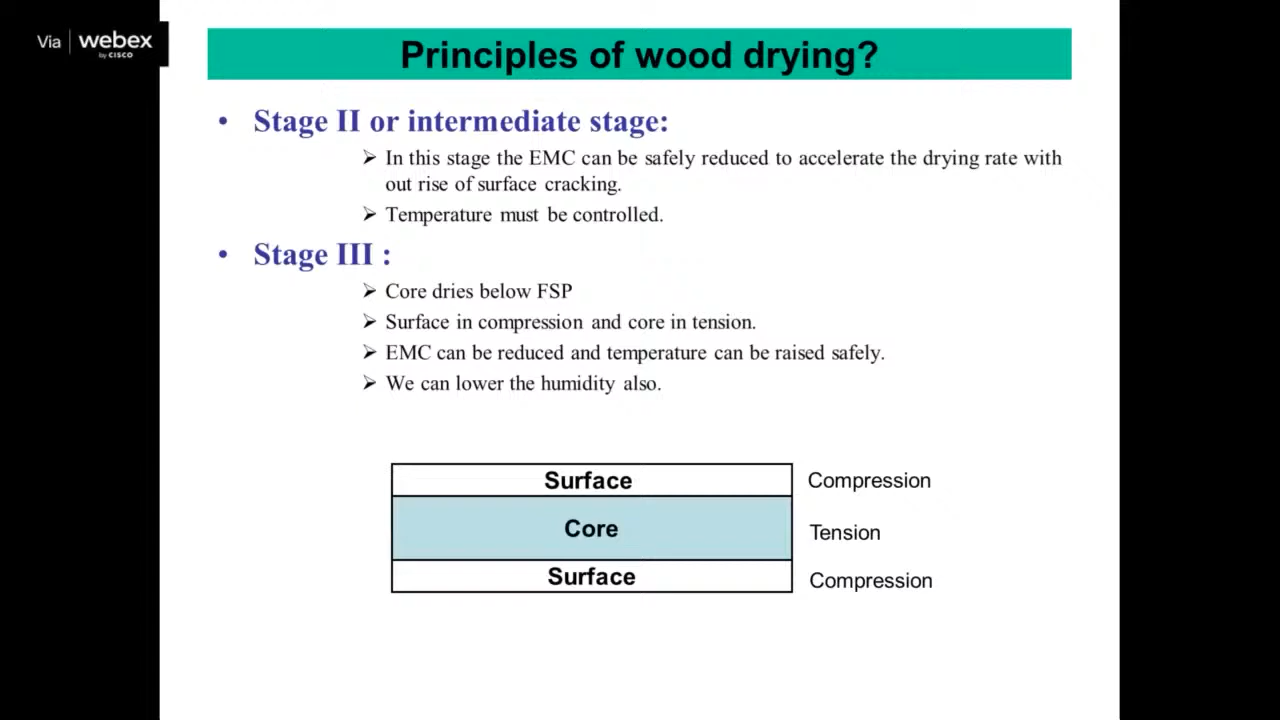 Via webex
by CISCO
Principles of wood drying?
• Stage II or intermediate stage:
➢ In this stage the EMC can be safely reduced to accelerate the drying rate with
out rise of surface cracking.
➢ Temperature must be controlled.
• Stage III :
➢ Core dries below FSP
➢ Surface in compression and core in tension.
➢ EMC can be reduced and temperature can be raised safely.
➢ We can lower the humidity also.
Surface Compression
Core Tension
Surface Compression